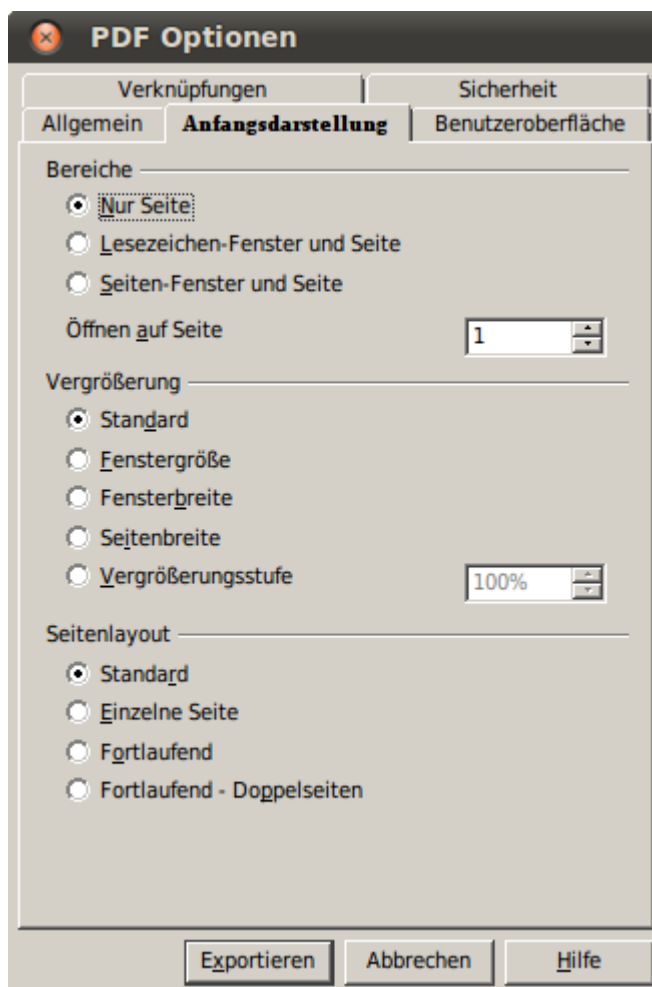 PDF Optionen
Verknüpfungen Sicherheit
Allgemein Anfangsdarstellung Benutzeroberfläche
Bereiche
Nur Seite
Lesezeichen-Fenster und Seite
Seiten-Fenster und Seite
Öffnen auf Seite 1
Vergrößerung
Standard
Fenstergröße
Fensterbreite
Seitenbreite
Vergrößerungsstufe 100%
Seitenlayout
Standard
Einzelne Seite
Fortlaufend
Fortlaufend - Doppelseiten
Exportieren Abbrechen Hilfe